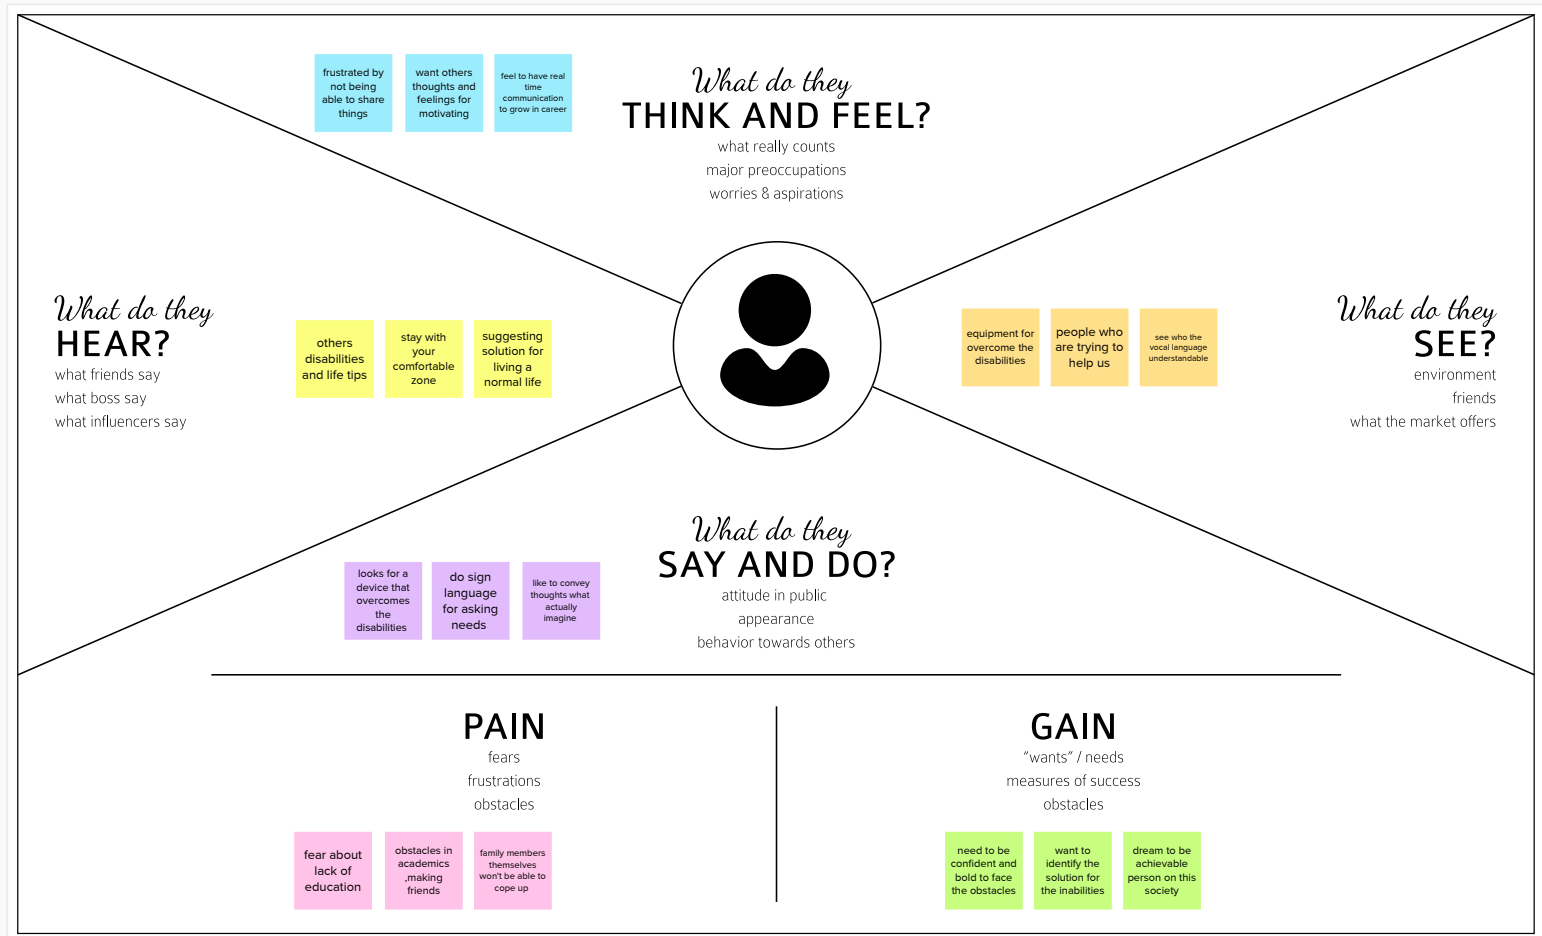 frustrated by
not being
able to share
things
want others
thoughts and
feelings for
motivating
feel to have real
time
communication
to grow in career
What do they
THINK AND FEEL?
what really counts
major preoccupations
worries & aspirations
What do they
HEAR?
what friends say
what boss say
what influencers say
others
disabilities
and life tips
stay with
your
comfortable
zone
suggesting
solution for
living a
normal life
equipment for
overcome the
disabilities
people who
are trying to
help us
see who the
vocal language
understandable
What do they
SEE?
environment
friends
what the market offers
What do they
SAY AND DO?
attitude in public
appearance
behavior towards others
looks for a
device that
overcomes
the
disabilities
do sign
language
for asking
needs
like to convey
thoughts what
actually
imagine
PAIN
fears
frustrations
obstacles
fear about
lack of
education
obstacles in
academics
,making
friends
family members
themselves
won't be able to
cope up
GAIN
"wants" / needs
measures of success
obstacles
need to be
confident and
bold to face
the obstacles
want to
identify the
solution for
the inabilities
dream to be
achievable
person on this
society